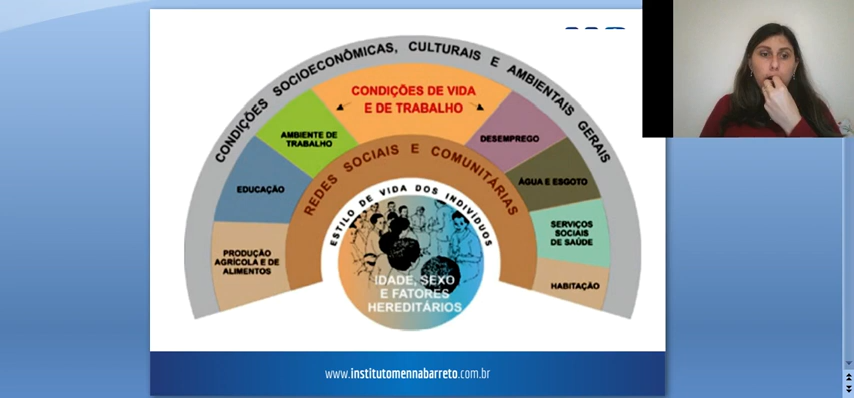 CONDIÇÕES SOCIOECONÔMICAS, CULTURAIS E AMBIENTAIS GERAIS
CONDIÇÕES DE VIDA
E DE TRABALHO
AMBIENTE DE
TRABALHO
DESEMPREGO
REDES SOCIAIS E COMUNITÁRIAS
EDUCAÇÃO
ÁGUA E ESGOTO
ESTILO DE VIDA DOS INDIVÍDUOS
SERVIÇOS
SOCIAIS
DE SAÚDE
PRODUÇÃO
AGRÍCOLA E DE
ALIMENTOS
IDADE, SEXO
E FATORES
HEREDITÁRIOS
HABITAÇÃO
www.institutomennabarreto.com.br